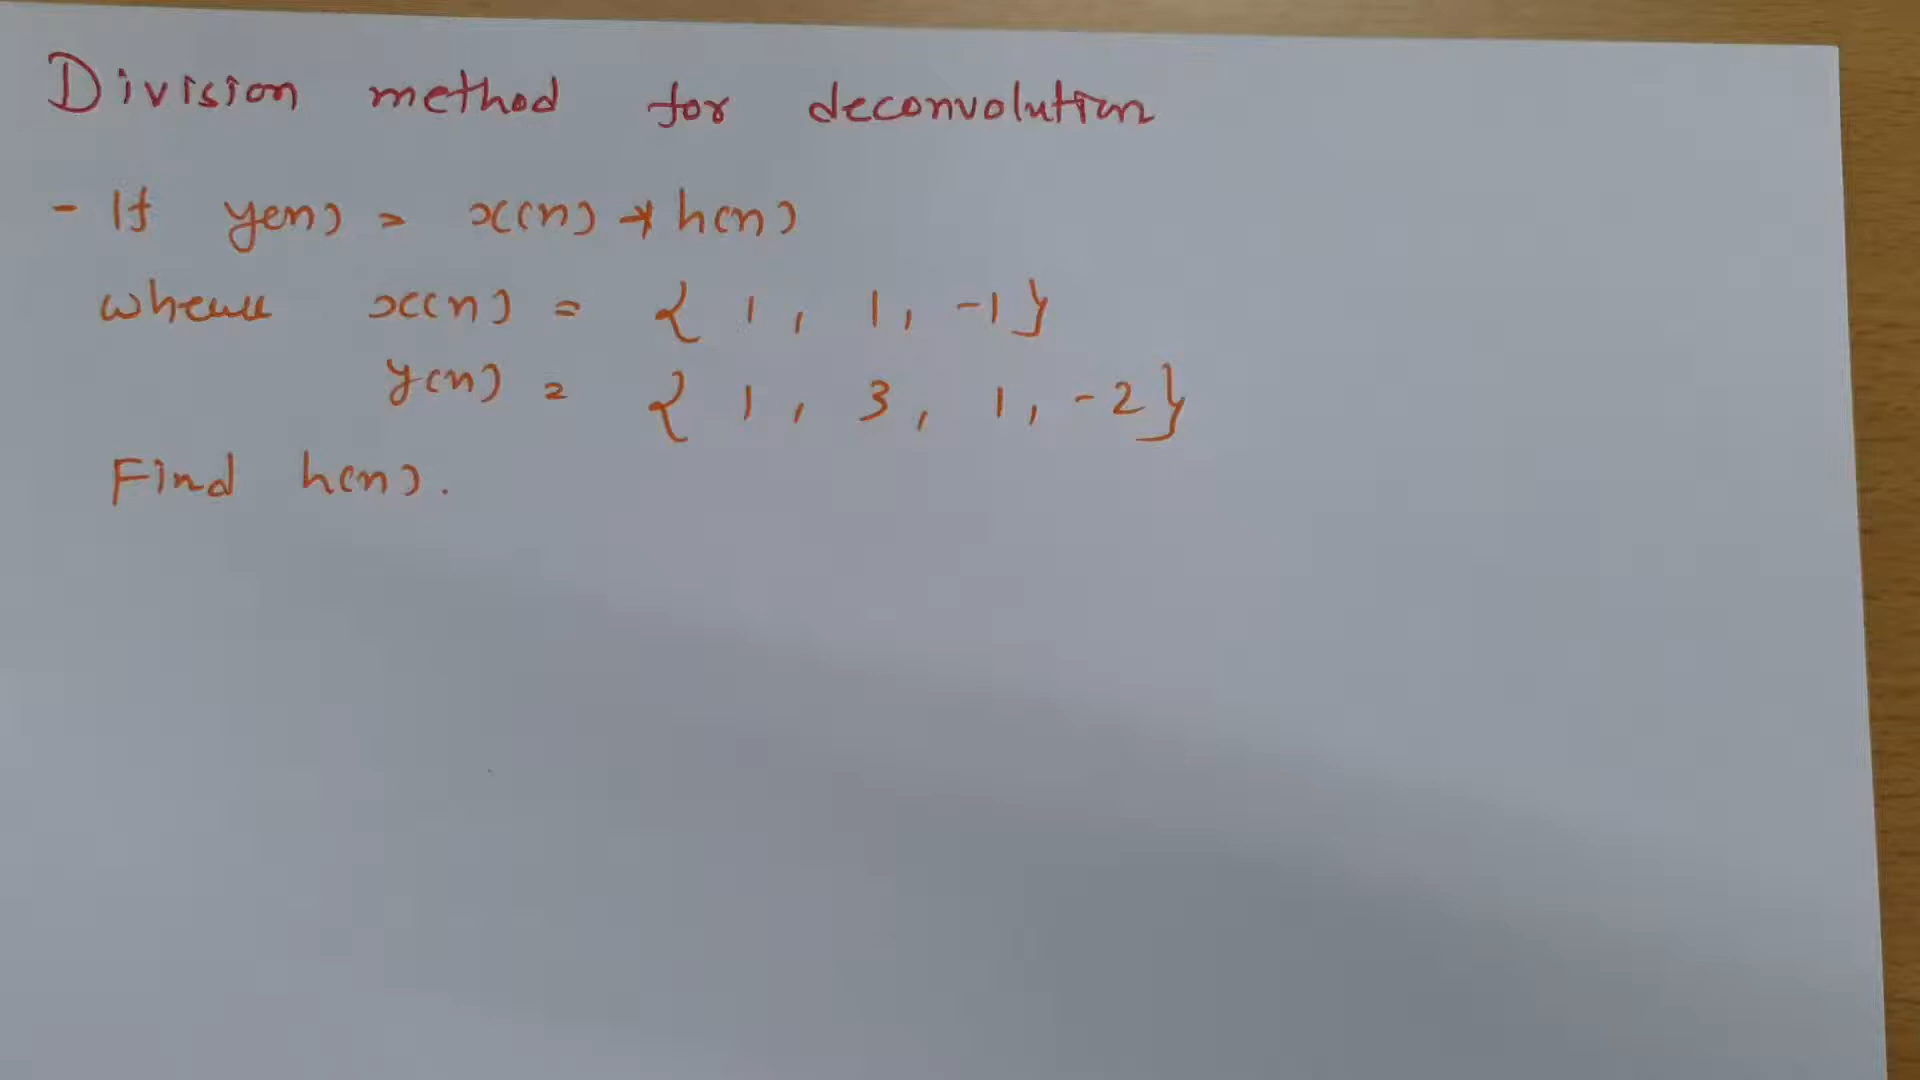 Division method for deconvolution
- If y(n) = x(n) * h(n)
where x(n) = { 1, 1, -1}
y(n) = { 1, 3, 1, -2}
Find h(n).